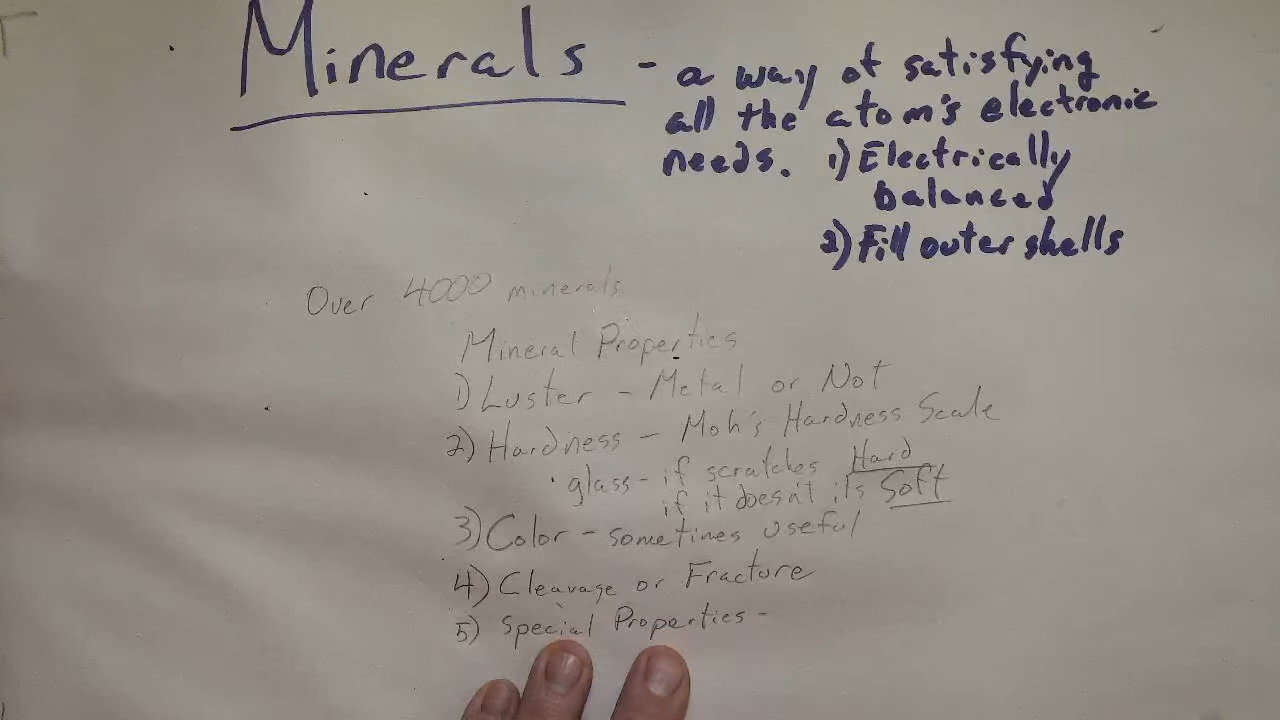 Minerals - a way of satisfying
all the atom's electronic
needs. 1) Electrically
balanced
2) Fill outer shells
Over 4000 minerals
Mineral Properties
1) Luster - Metal or Not
2) Hardness - Moh's Hardness Scale
· glass - if scratches Hard
if it doesn't its Soft
3) Color - sometimes useful
4) Cleavage or Fracture
5) Special Properties -